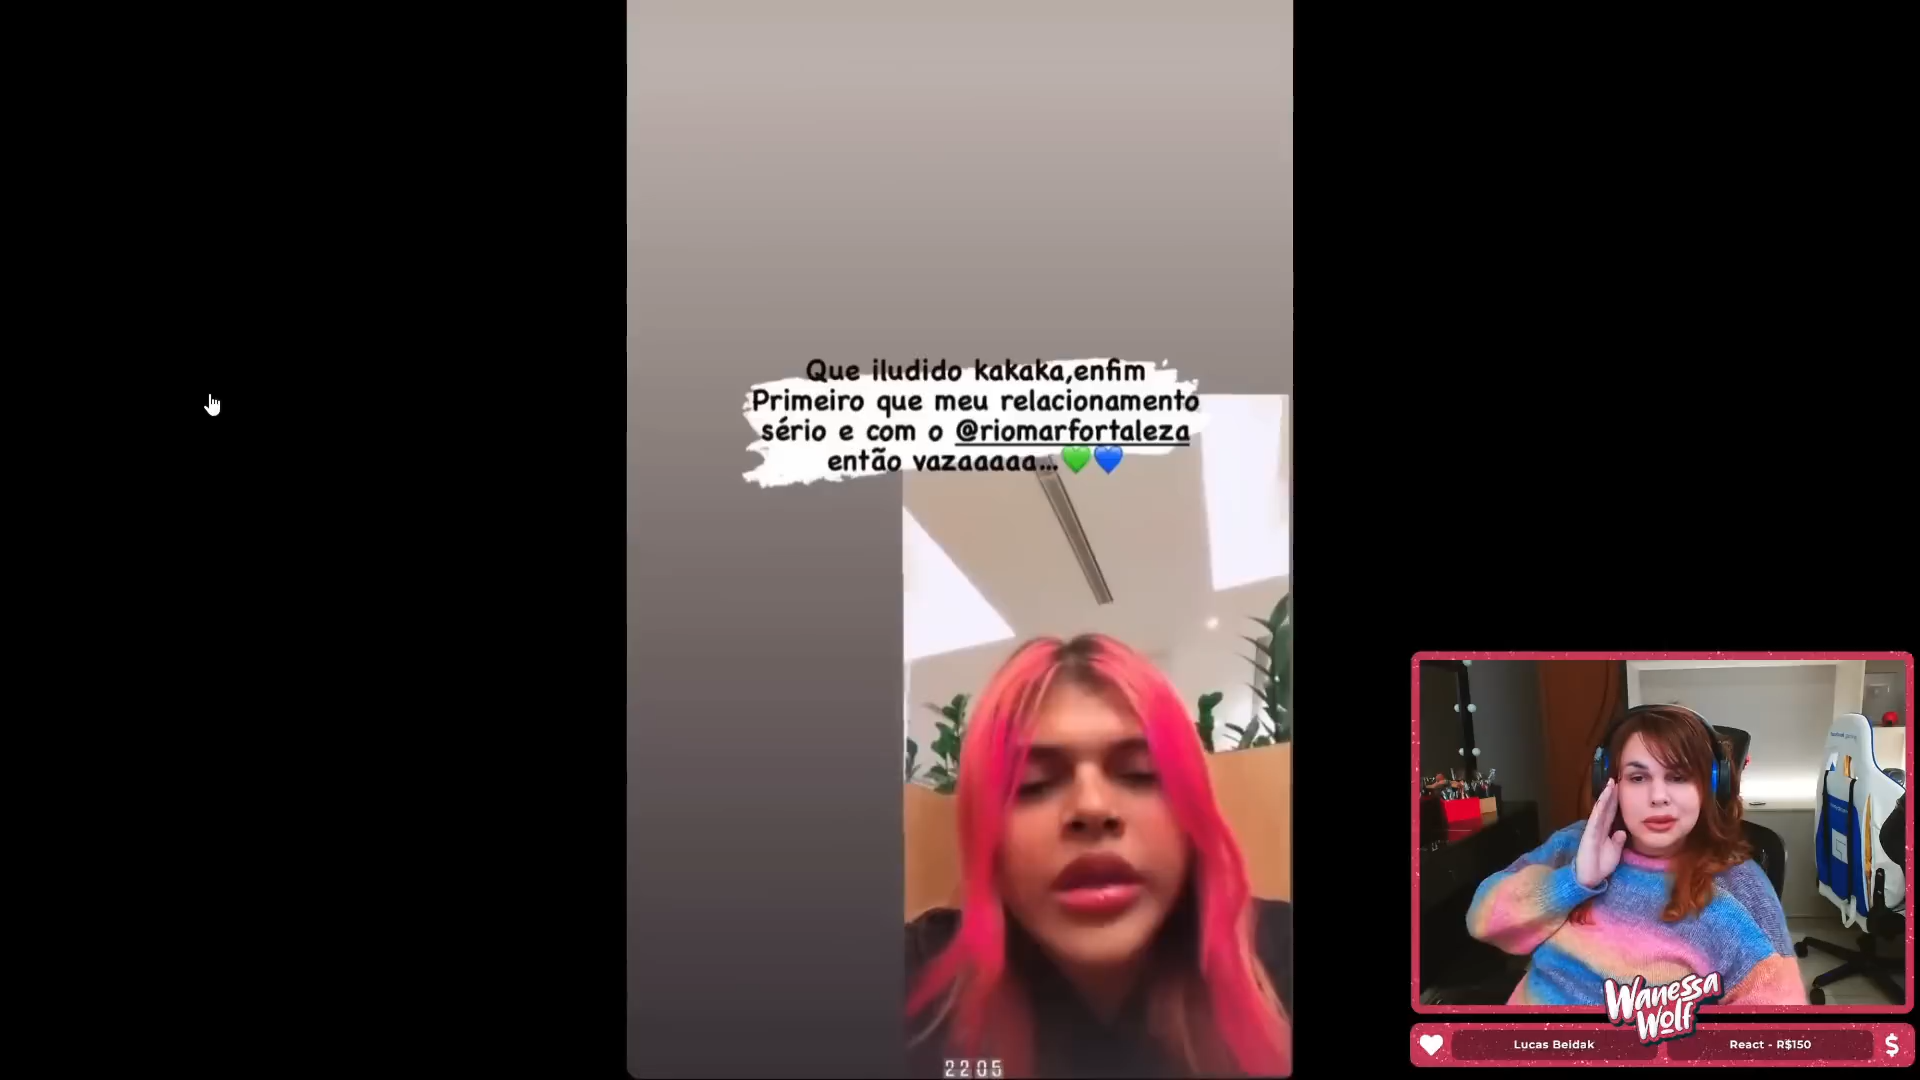 Que iludido kakaka,enfim
Primeiro que meu relacionamento
sério e com o @riomarfortaleza
então vazaaaaa...💚💙
2205
Wanessa
Wolf
Lucas Beidak
React - R$150
$